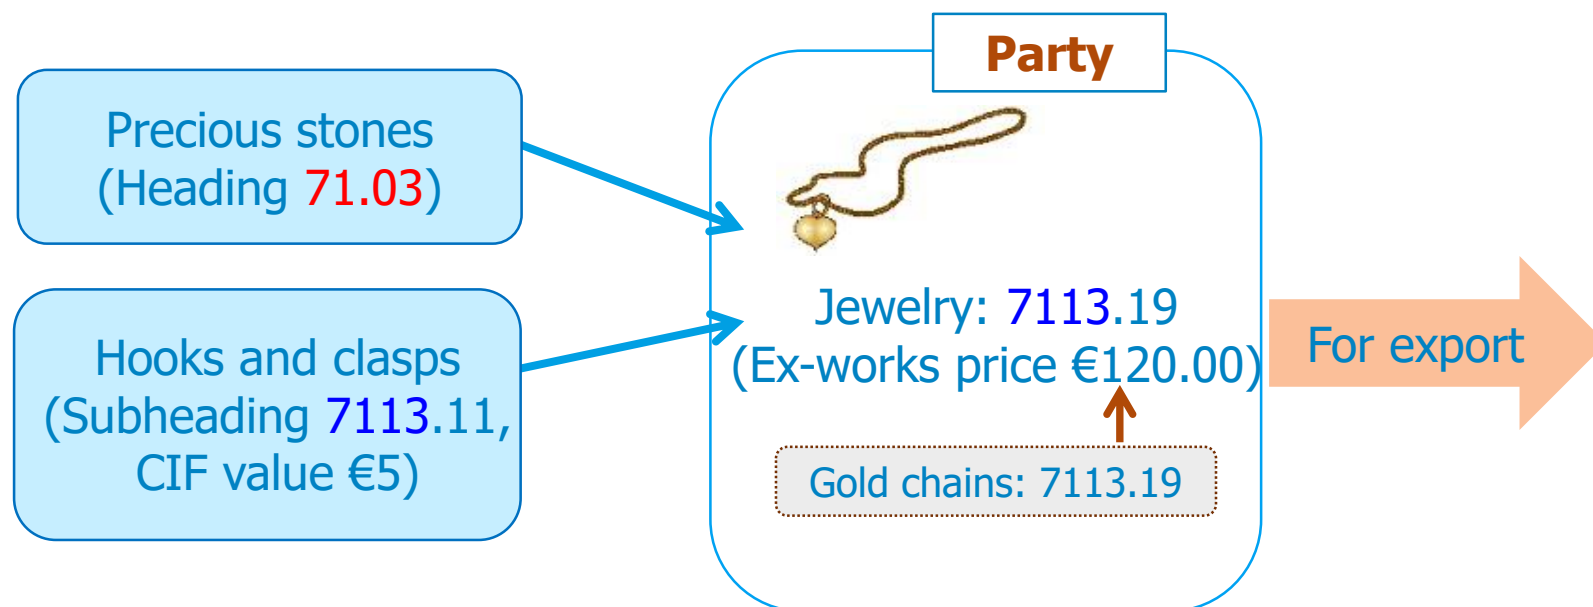 Party
Precious stones
(Heading 71.03)
Hooks and clasps
(Subheading 7113.11,
CIF value €5)
Jewelry: 7113.19
(Ex-works price €120.00)
Gold chains: 7113.19
For export